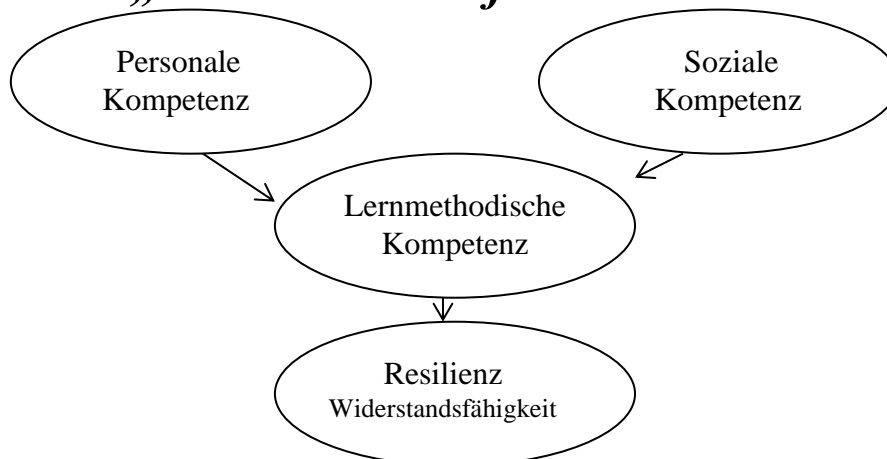 Personale
Kompetenz
Soziale
Kompetenz
Lernmethodische
Kompetenz
Resilienz
Widerstandsfähigkeit